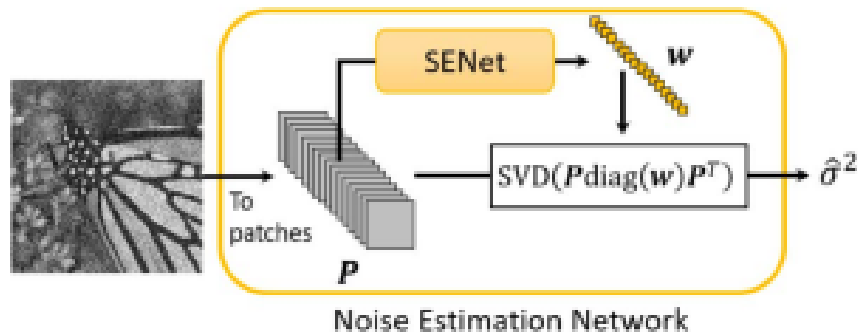 SENet
w
SVD(Pdiag(w)P^T)
σ̂²
To
patches
P
Noise Estimation Network